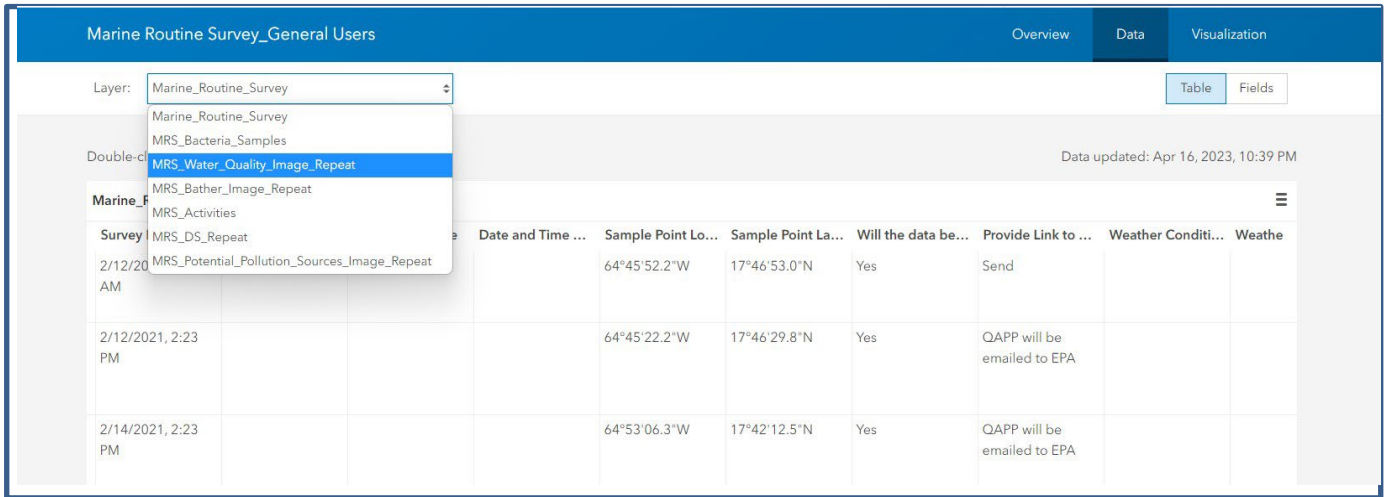 Marine Routine Survey_General Users Overview Data Visualization
Layer: Marine_Routine_Survey Table Fields
Marine_Routine_Survey
MRS_Bacteria_Samples
Double-cl MRS_Water_Quality_Image_Repeat Data updated: Apr 16, 2023, 10:39 PM
MRS_Bather_Image_Repeat
Marine_R
MRS_Activities
Survey MRS_DS_Repeat e Date and Time ... Sample Point Lo... Sample Point La... Will the data be... Provide Link to ... Weather Conditi... Weathe
MRS_Potential_Pollution_Sources_Image_Repeat
2/12/20 64°45'52.2"W 17°46'53.0"N Yes Send
AM
2/12/2021, 2:23 64°45'22.2"W 17°46'29.8"N Yes QAPP will be
PM emailed to EPA
2/14/2021, 2:23 64°53'06.3"W 17°42'12.5"N Yes QAPP will be
PM emailed to EPA